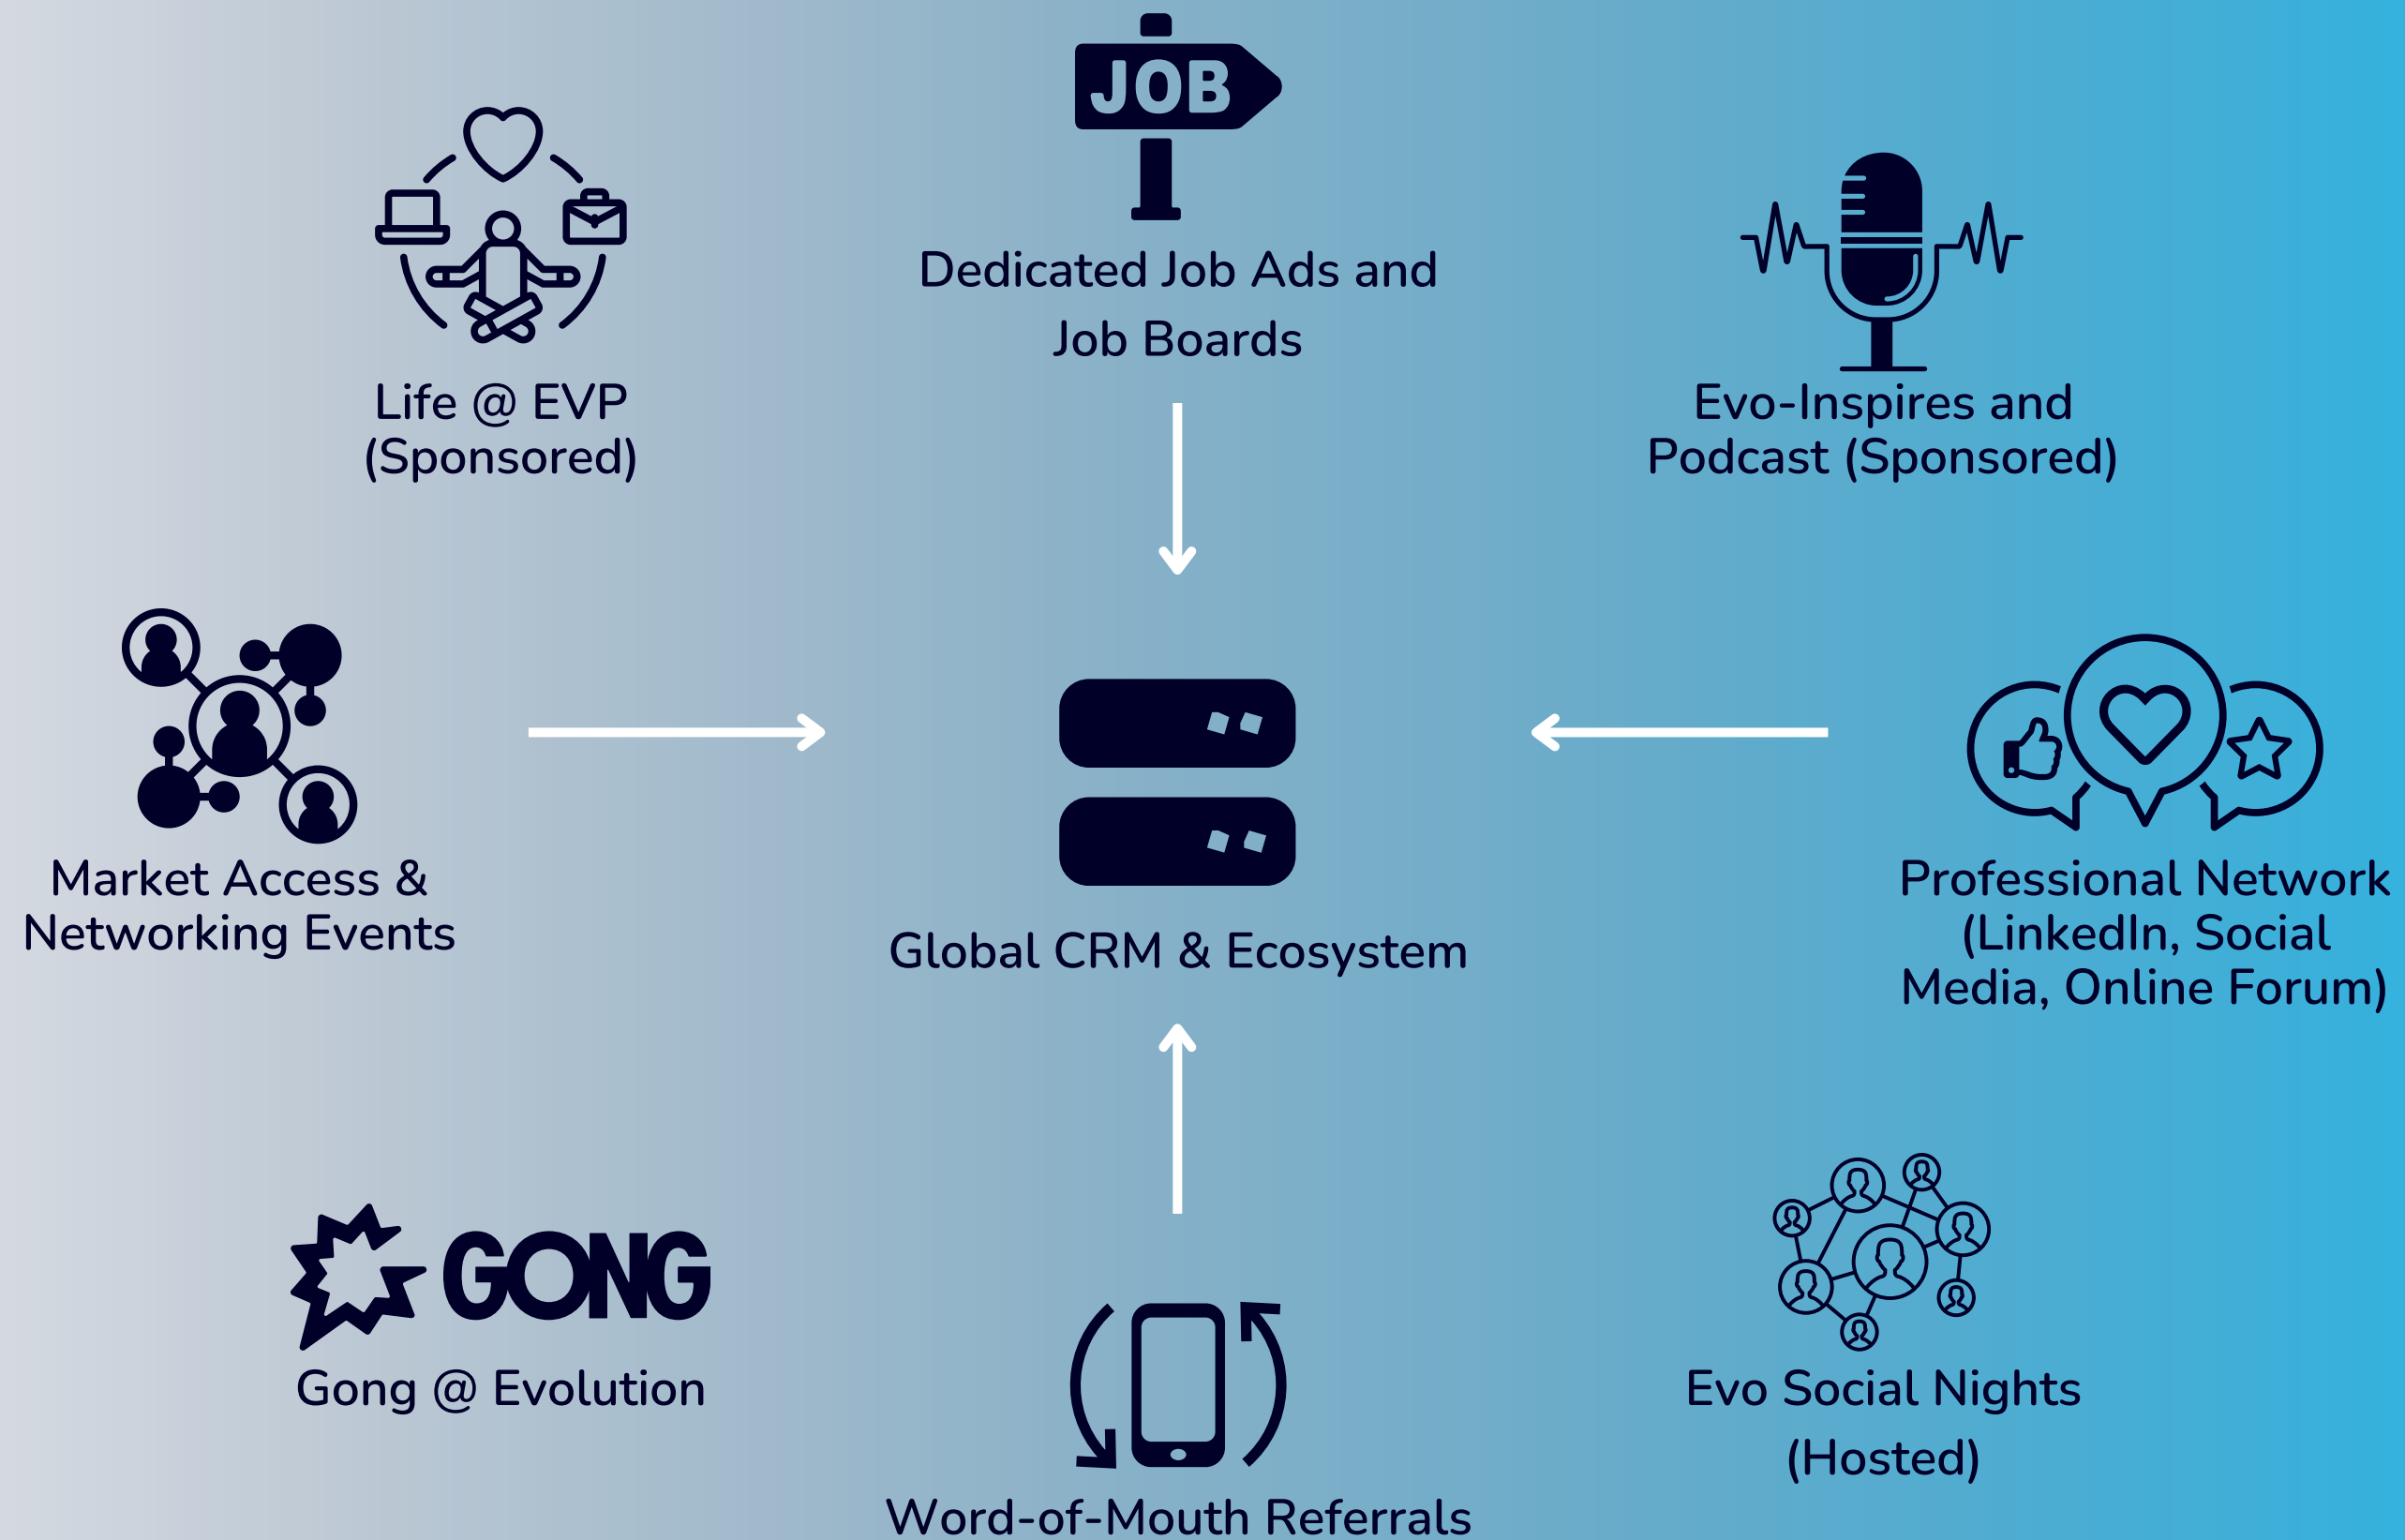 JOB
Dedicated Job Ads and
Job Boards
Life @ EVP
(Sponsored)
Evo-Inspires and
Podcast (Sponsored)
Market Access &
Networking Events
Global CRM & Ecosystem
Professional Network
(LinkedIn, Social
Media, Online Forum)
GONG
Gong @ Evolution
Evo Social Nights
(Hosted)
Word-of-Mouth Referrals